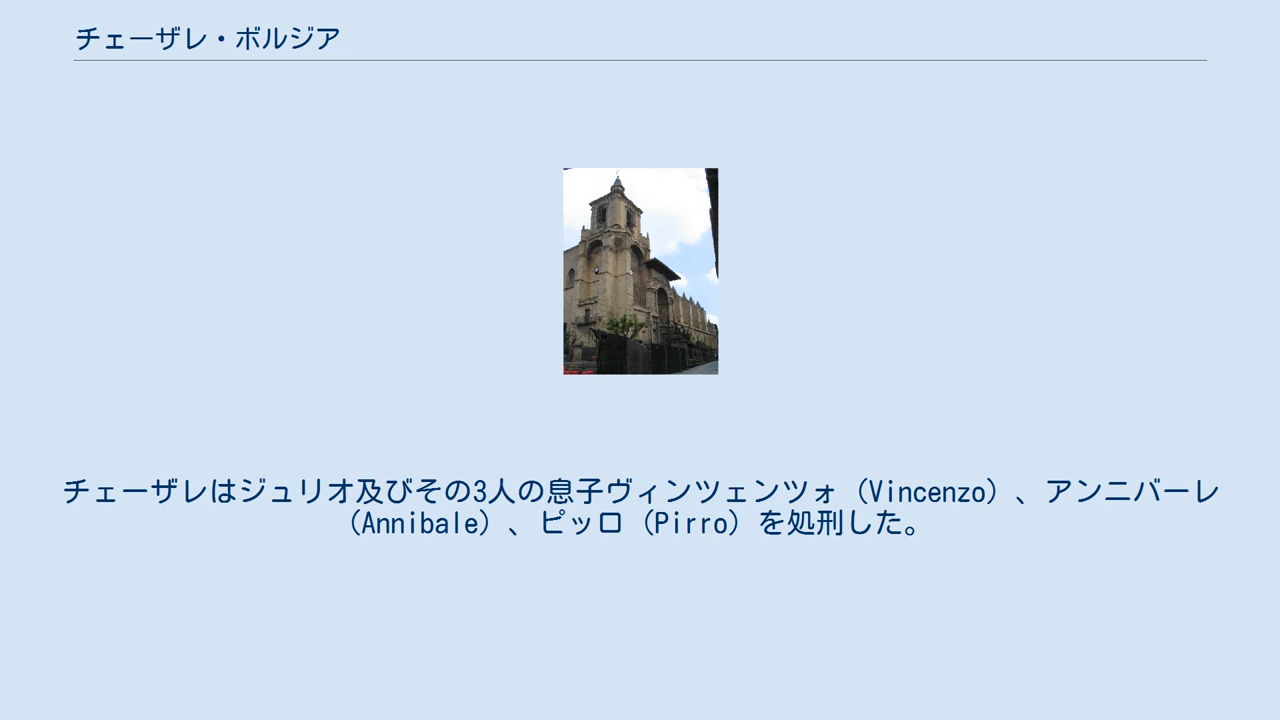 チェーザレ・ボルジア
チェーザレはジュリオ及びその3人の息子ヴィンツェンツォ（Vincenzo）、アンニバーレ
（Annibale）、ピッロ（Pirro）を処刑した。